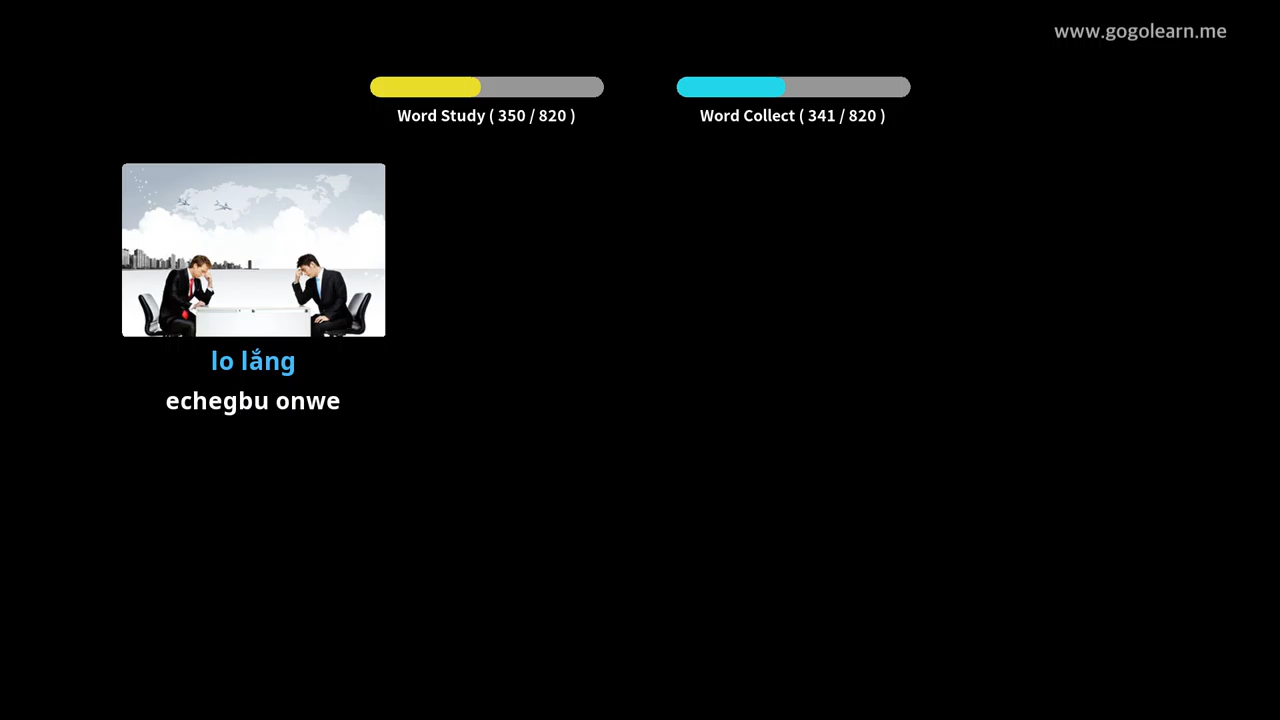 www.gogolearn.me
Word Study ( 350 / 820 )
Word Collect ( 341 / 820 )
lo lắng
echegbu onwe